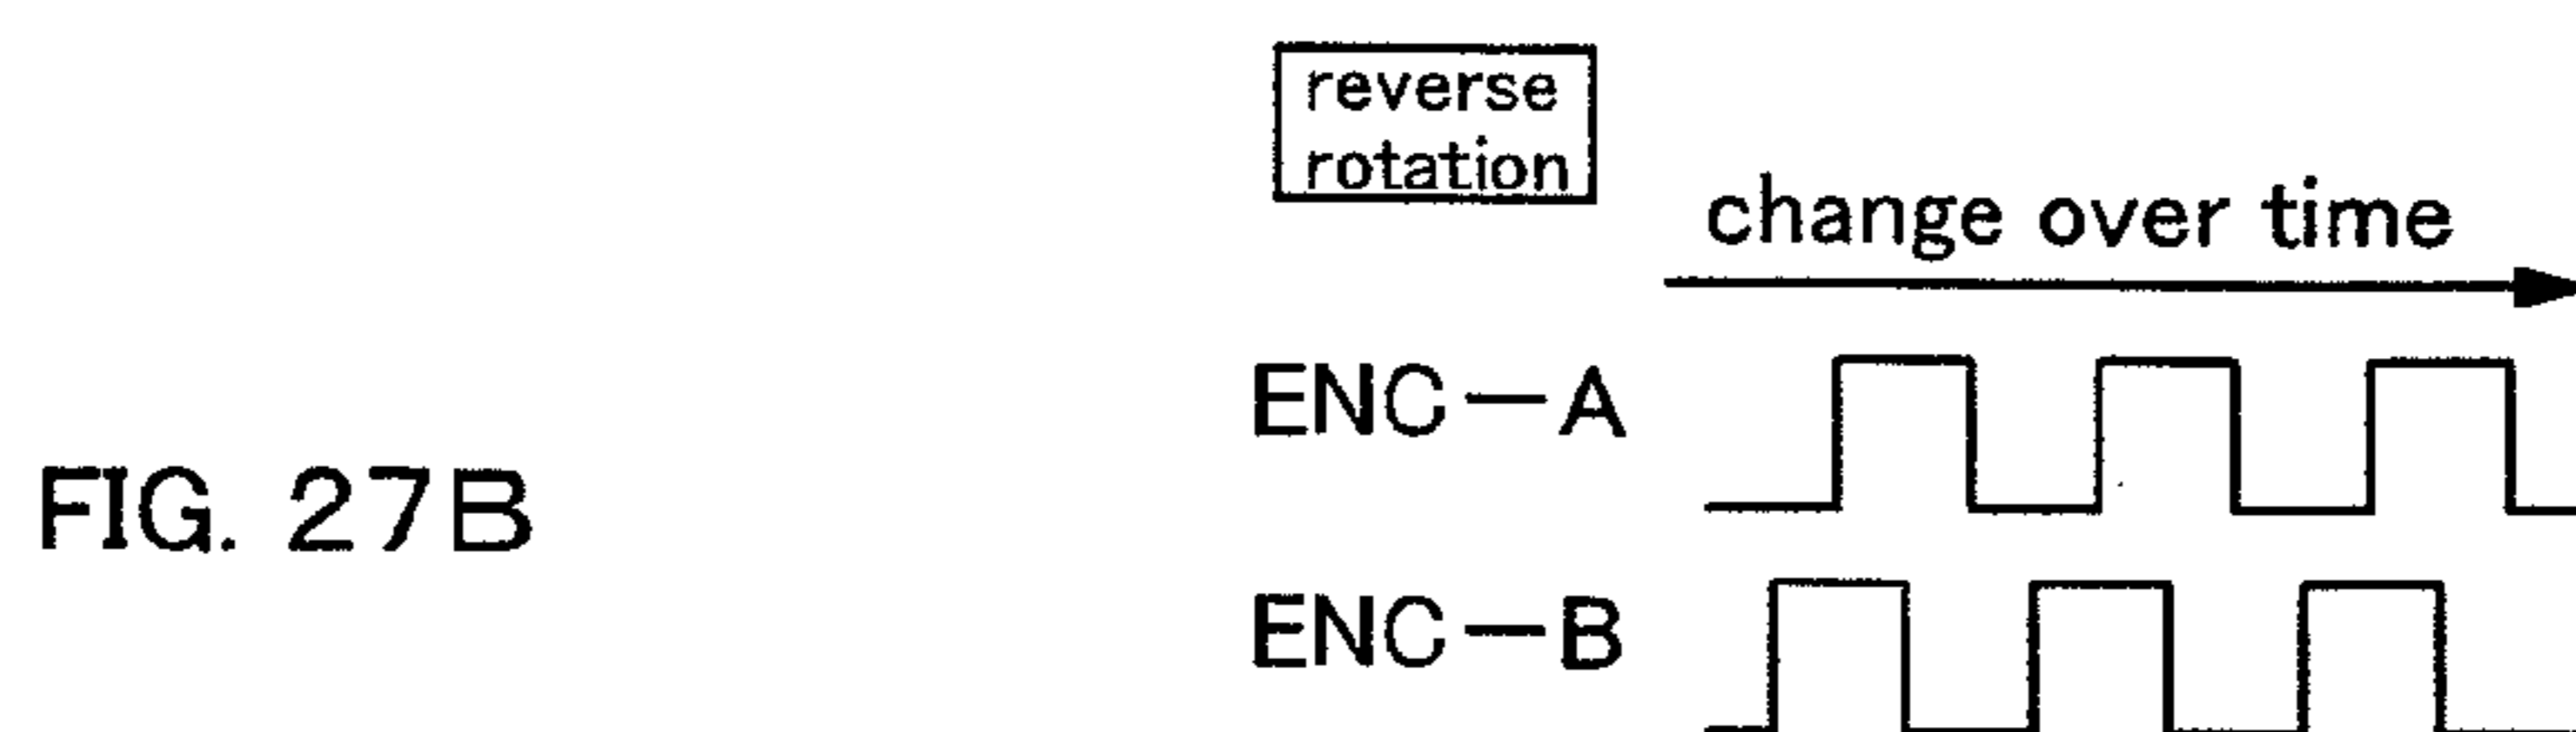 reverse
rotation
change over time
ENC-A
FIG. 27B
ENC-B